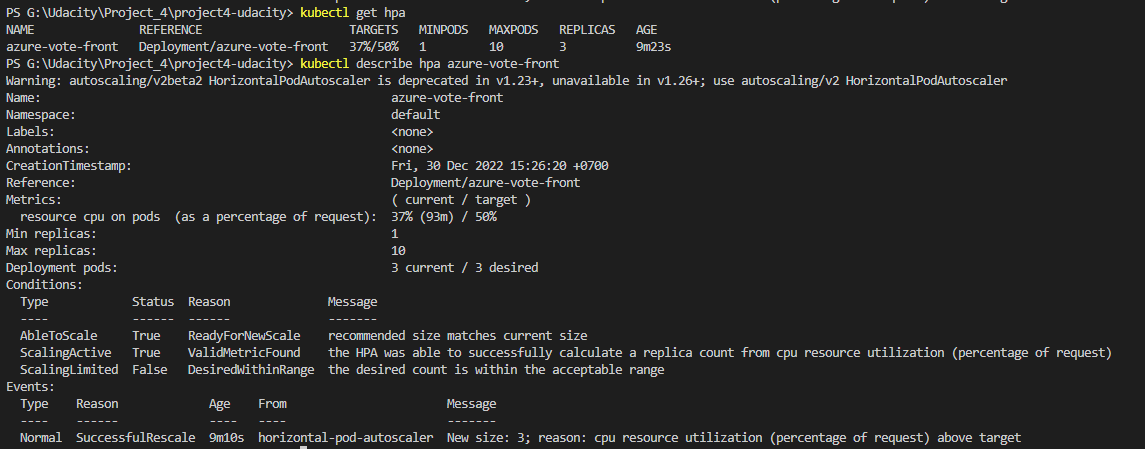 PS G:\Udacity\Project_4\project4-udacity> kubectl get hpa
NAME               REFERENCE                     TARGETS   MINPODS   MAXPODS   REPLICAS   AGE
azure-vote-front   Deployment/azure-vote-front   37%/50%   1         10        3          9m23s
PS G:\Udacity\Project_4\project4-udacity> kubectl describe hpa azure-vote-front
Warning: autoscaling/v2beta2 HorizontalPodAutoscaler is deprecated in v1.23+, unavailable in v1.26+; use autoscaling/v2 HorizontalPodAutoscaler
Name:                                                  azure-vote-front
Namespace:                                             default
Labels:                                                <none>
Annotations:                                           <none>
CreationTimestamp:                                     Fri, 30 Dec 2022 15:26:20 +0700
Reference:                                             Deployment/azure-vote-front
Metrics:                                               ( current / target )
  resource cpu on pods  (as a percentage of request):  37% (93m) / 50%
Min replicas:                                          1
Max replicas:                                          10
Deployment pods:                                       3 current / 3 desired
Conditions:
  Type            Status  Reason              Message
  ----            ------  ------              -------
  AbleToScale     True    ReadyForNewScale    recommended size matches current size
  ScalingActive   True    ValidMetricFound    the HPA was able to successfully calculate a replica count from cpu resource utilization (percentage of request)
  ScalingLimited  False   DesiredWithinRange  the desired count is within the acceptable range
Events:
  Type    Reason             Age    From                       Message
  ----    ------             ----   ----                       -------
  Normal  SuccessfulRescale  9m10s  horizontal-pod-autoscaler  New size: 3; reason: cpu resource utilization (percentage of request) above target